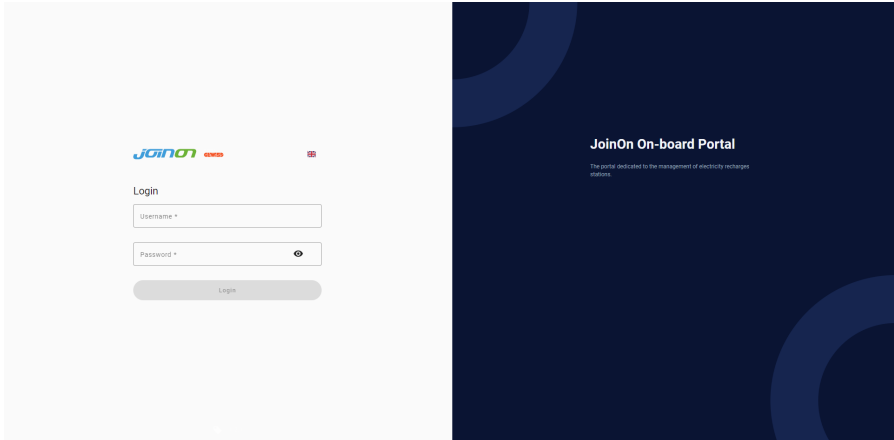 JOINON
Login
Username *
Password *
Login
JoinOn On-board Portal
The portal dedicated to the management of electricity recharges
stations.